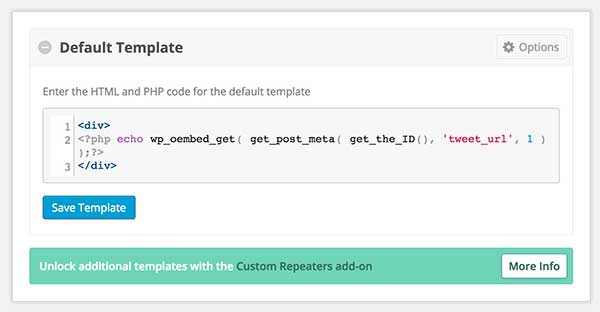 Default Template
Options
Enter the HTML and PHP code for the default template
1 <div>
2 <?php echo wp_oembed_get( get_post_meta( get_the_ID(), 'tweet_url', 1 )
);?>
3 </div>
Save Template
Unlock additional templates with the Custom Repeaters add-on
More Info